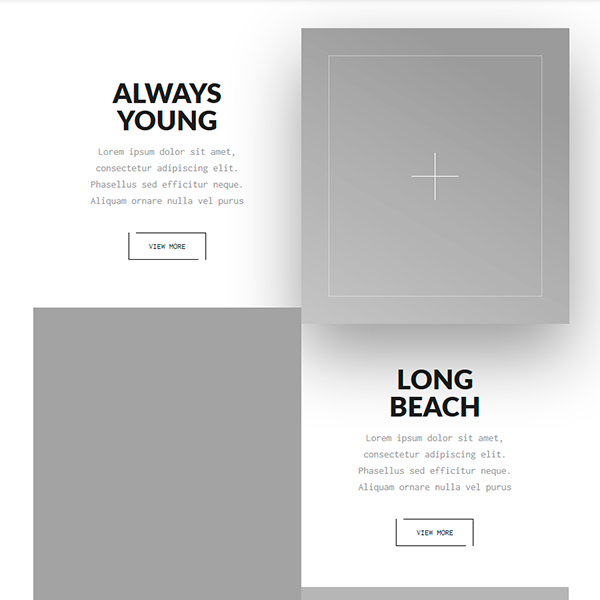 ALWAYS
YOUNG
Lorem ipsum dolor sit amet,
consectetur adipiscing elit.
Phasellus sed efficitur neque.
Aliquam ornare nulla vel purus
VIEW MORE
LONG
BEACH
Lorem ipsum dolor sit amet,
consectetur adipiscing elit.
Phasellus sed efficitur neque.
Aliquam ornare nulla vel purus
VIEW MORE